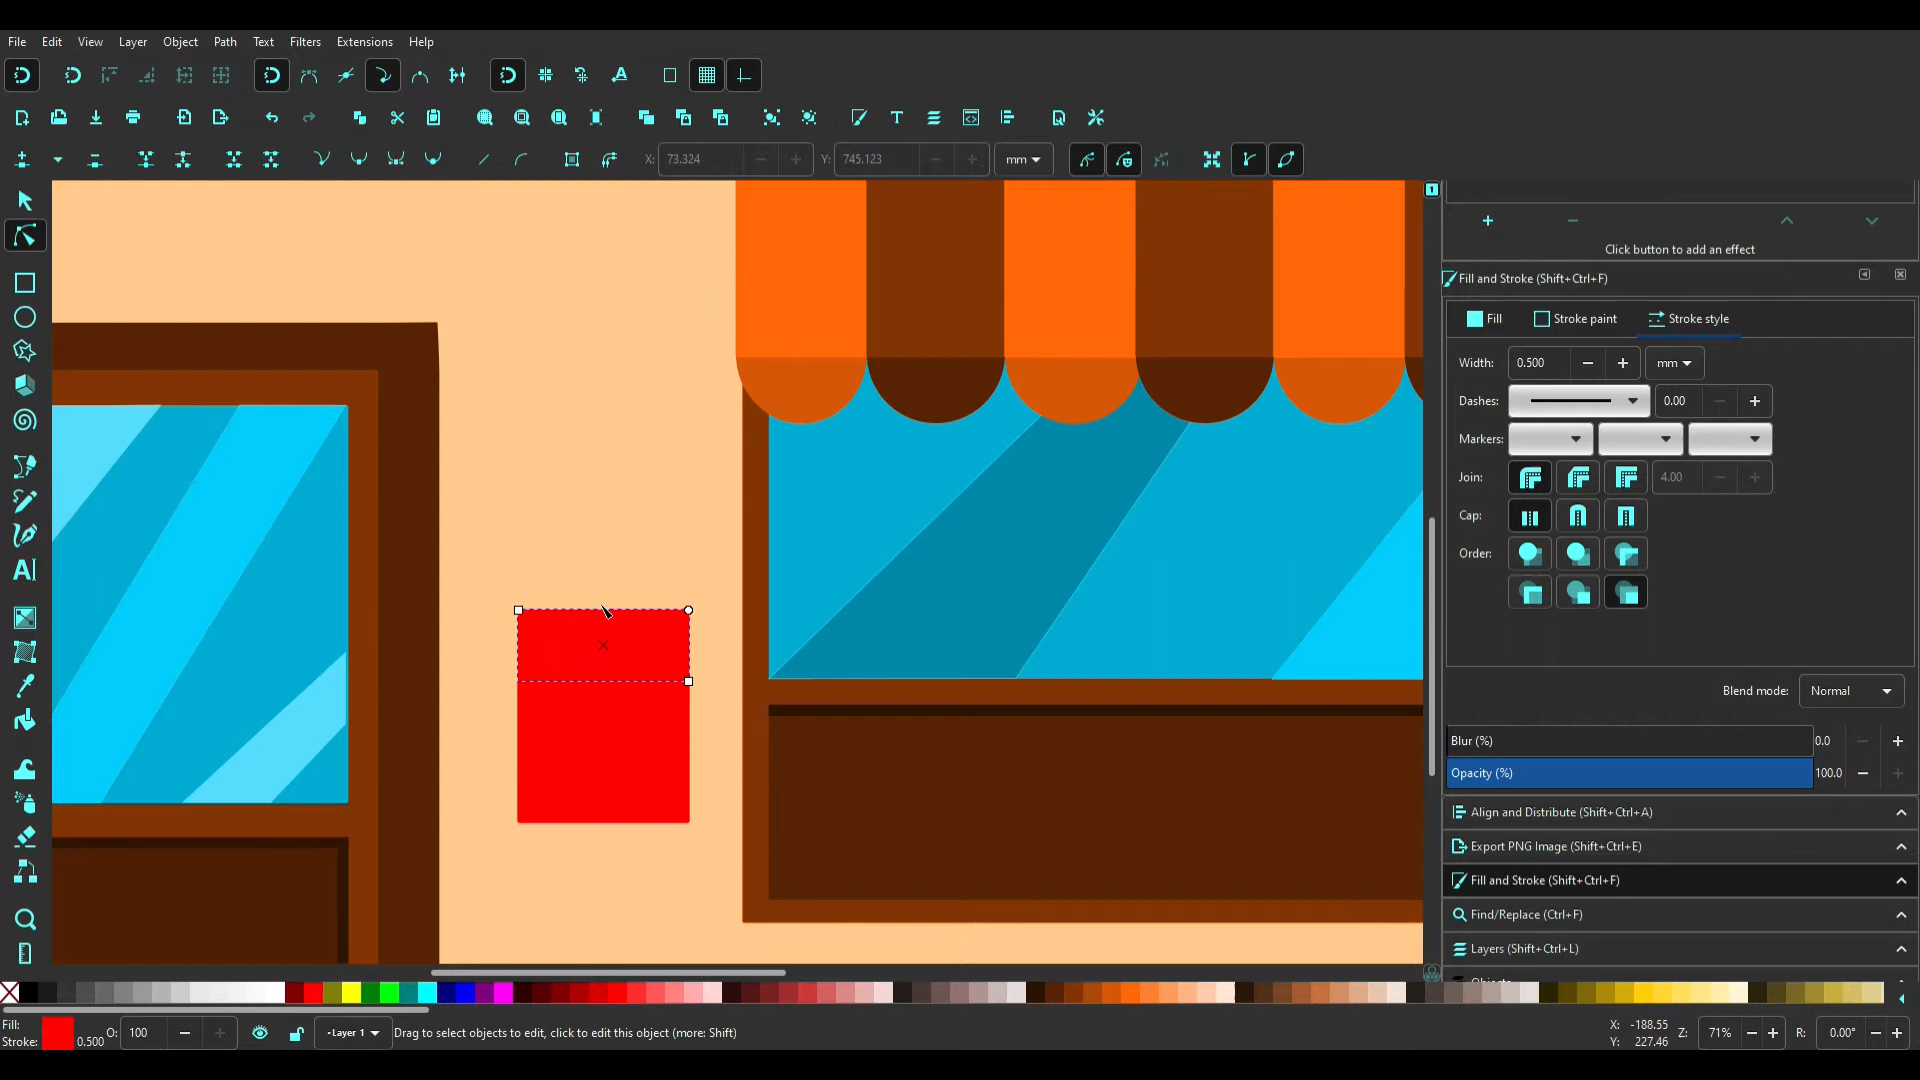 File Edit View Layer Object Path Text Filters Extensions Help
X: 73.324 Y: 745.123 mm
Click button to add an effect
Fill and Stroke (Shift+Ctrl+F)
Fill Stroke paint Stroke style
Width: 0.500 mm
Dashes: 0.00
Markers:
Join: 4.00
Cap:
Order:
Blend mode: Normal
Blur (%) 0.0
Opacity (%) 100.0
Align and Distribute (Shift+Ctrl+A)
Export PNG Image (Shift+Ctrl+E)
Fill and Stroke (Shift+Ctrl+F)
Find/Replace (Ctrl+F)
Layers (Shift+Ctrl+L)
Fill:
Stroke: 0.500 O: 100 -Layer 1 Drag to select objects to edit, click to edit this object (more: Shift)
X: -188.55
Y: 227.46
Z: 71% R: 0.00°